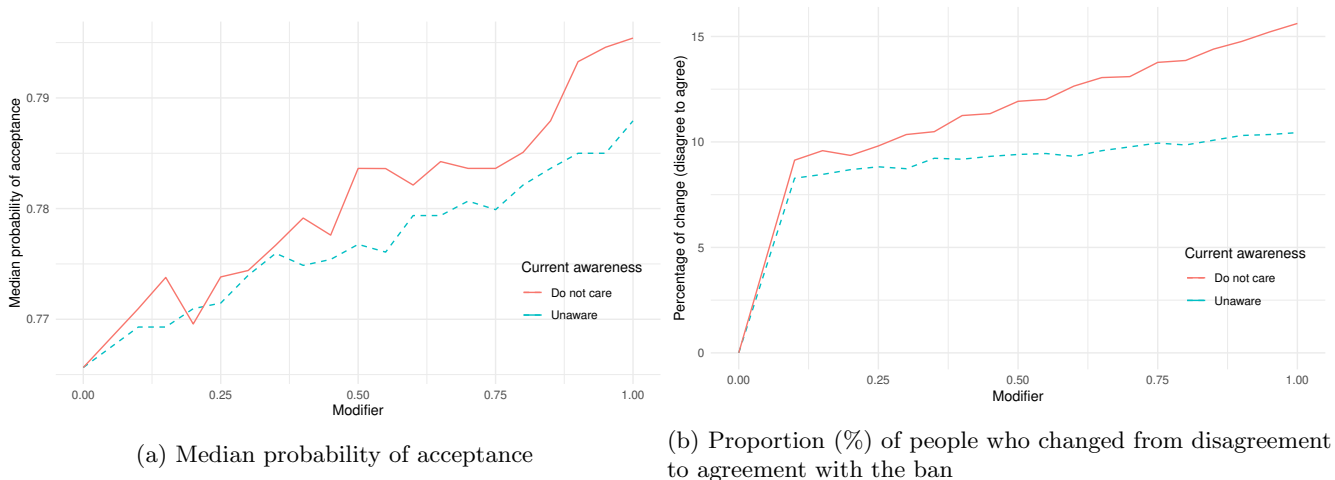 Median probability of acceptance
0.79
0.78
0.77
0.00
0.25
0.50
0.75
1.00
Modifier
Current awareness
Do not care
Unaware
(a) Median probability of acceptance
Percentage of change (disagree to agree)
15
10
5
0
0.00
0.25
0.50
0.75
1.00
Modifier
Current awareness
Do not care
Unaware
(b) Proportion (%) of people who changed from disagreement
to agreement with the ban